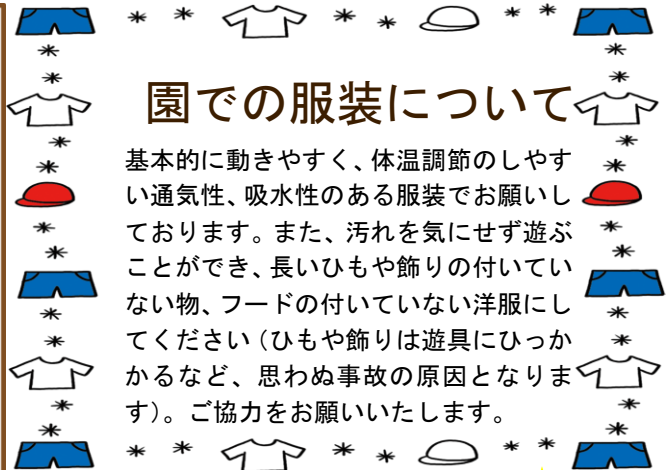 園での服装について
基本的に動きやすく、体温調節のしやす
い通気性、吸水性のある服装でお願いし
ております。また、汚れを気にせず遊ぶ
ことができ、長いひもや飾りの付いてい
ない物、フードの付いていない洋服にし
てください（ひもや飾りは遊具にひっか
かるなど、思わぬ事故の原因となりま
す）。ご協力をお願いいたします。